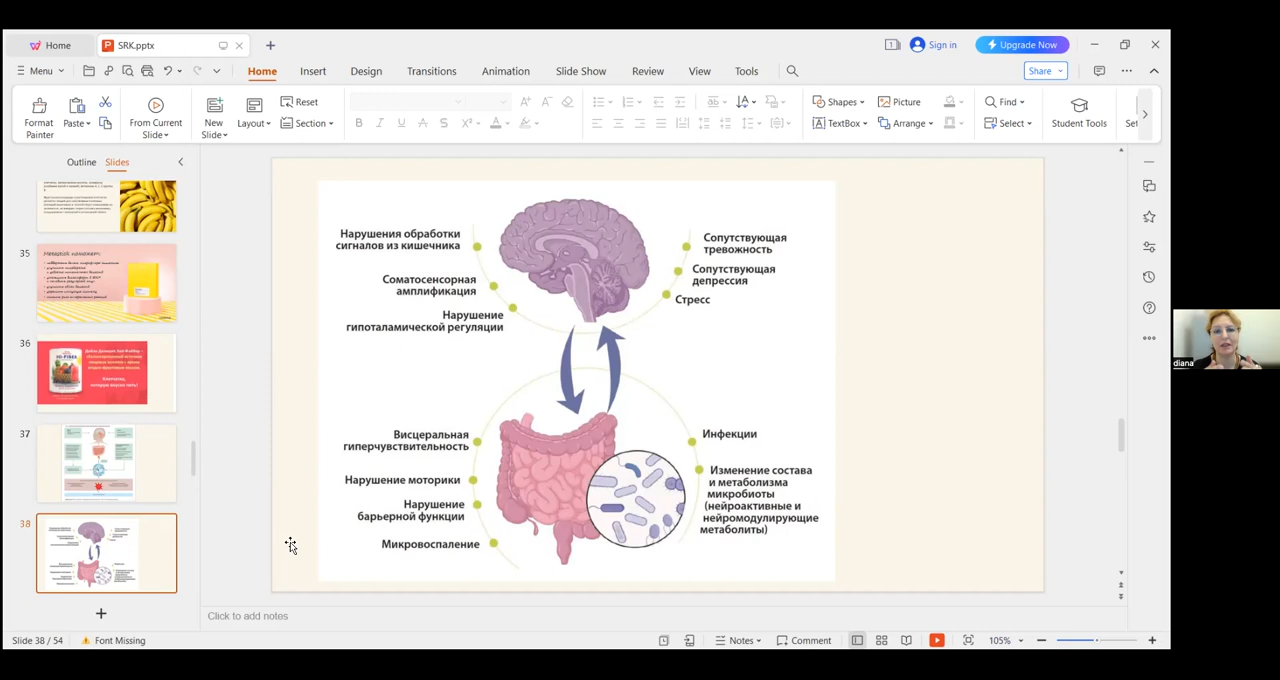 Home
SRK.pptx
1
Sign in
Upgrade Now
Menu
Home
Insert
Design
Transitions
Animation
Slide Show
Review
View
Tools
Share
Format
Painter
Paste
From Current
Slide
New
Slide
Layout
Reset
Section
Shapes
Picture
TextBox
Arrange
Find
Select
Student Tools
Outline
Slides
35
36
37
38
Нарушения обработки
сигналов из кишечника
Соматосенсорная
амплификация
Нарушение
гипоталамической регуляции
Сопутствующая
тревожность
Сопутствующая
депрессия
Стресс
Висцеральная
гиперчувствительность
Нарушение моторики
Нарушение
барьерной функции
Микровоспаление
Инфекции
Изменение состава
и метаболизма
микробиоты
(нейроактивные и
нейромодулирующие
метаболиты)
diana
Click to add notes
Slide 38 / 54
Font Missing
Notes
Comment
105%